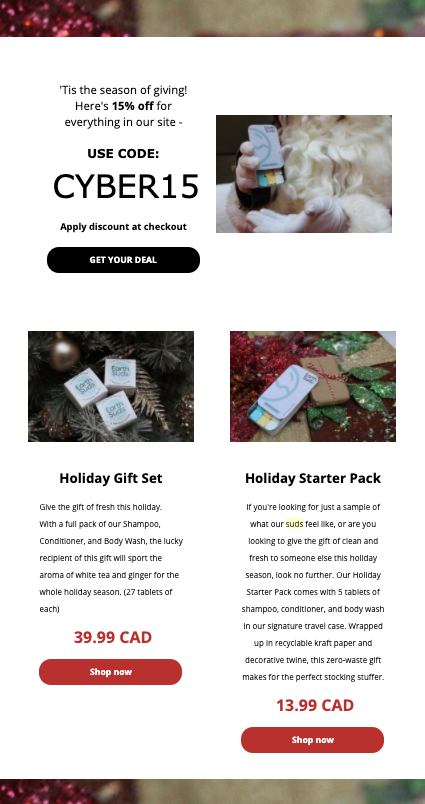 'Tis the season of giving!
Here's 15% off for
everything in our site -
USE CODE:
CYBER15
Apply discount at checkout
GET YOUR DEAL
Earth
Suds
Earth
Suds
Earth
Suds
Holiday Gift Set
Give the gift of fresh this holiday.
With a full pack of our Shampoo,
Conditioner, and Body Wash, the lucky
recipient of this gift will sport the
aroma of white tea and ginger for the
whole holiday season. (27 tablets of
each)
39.99 CAD
Shop now
Holiday Starter Pack
If you're looking for just a sample of
what our suds feel like, or are you
looking to give the gift of clean and
fresh to someone else this holiday
season, look no further. Our Holiday
Starter Pack comes with 5 tablets of
shampoo, conditioner, and body wash
in our signature travel case. Wrapped
up in recyclable kraft paper and
decorative twine, this zero-waste gift
makes for the perfect stocking stuffer.
13.99 CAD
Shop now